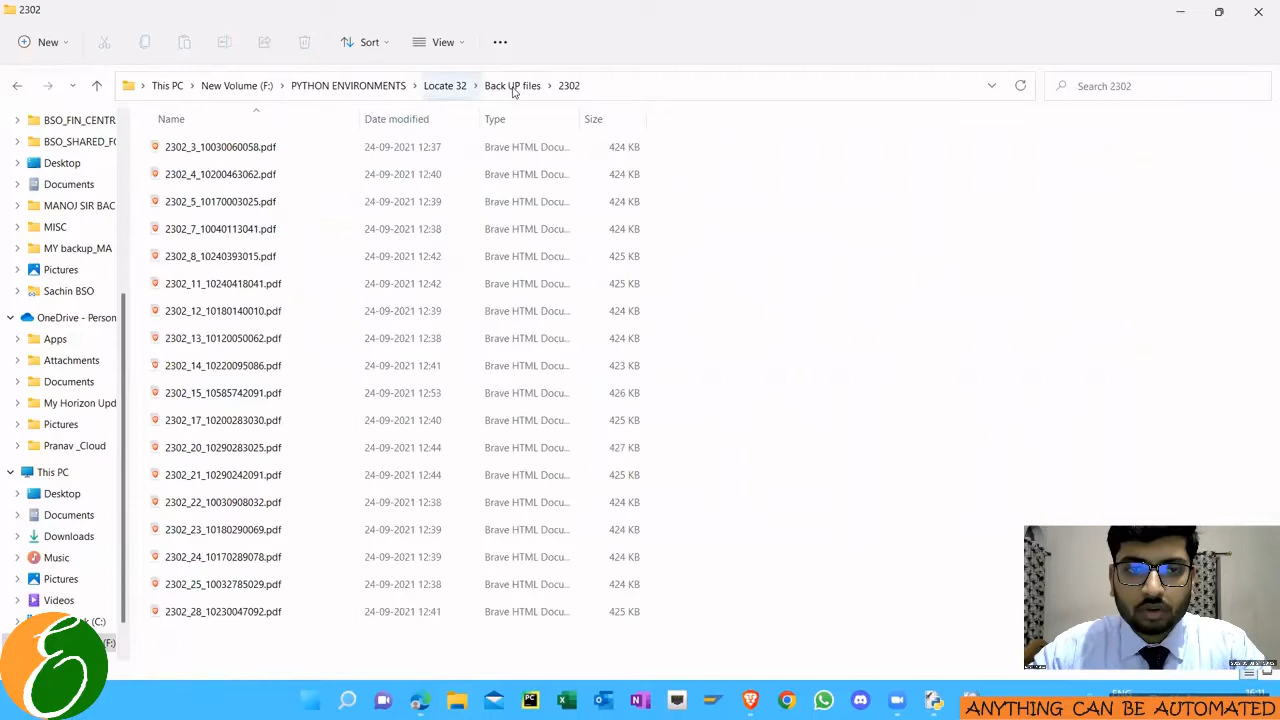 2302
New
Sort
View
This PC
New Volume (F:)
PYTHON ENVIRONMENTS
Locate 32
Back UP files
2302
Search 2302
Name
Date modified
Type
Size
2302_3_10030060058.pdf 24-09-2021 12:37 Brave HTML Docu... 424 KB
2302_4_10200463062.pdf 24-09-2021 12:40 Brave HTML Docu... 424 KB
2302_5_10170003025.pdf 24-09-2021 12:39 Brave HTML Docu... 424 KB
2302_7_10040113041.pdf 24-09-2021 12:38 Brave HTML Docu... 424 KB
2302_8_10240393015.pdf 24-09-2021 12:42 Brave HTML Docu... 425 KB
2302_11_10240418041.pdf 24-09-2021 12:42 Brave HTML Docu... 425 KB
2302_12_10180140010.pdf 24-09-2021 12:39 Brave HTML Docu... 424 KB
2302_13_10120050062.pdf 24-09-2021 12:38 Brave HTML Docu... 424 KB
2302_14_10220095086.pdf 24-09-2021 12:41 Brave HTML Docu... 423 KB
2302_15_10585742091.pdf 24-09-2021 12:53 Brave HTML Docu... 426 KB
2302_17_10200283030.pdf 24-09-2021 12:40 Brave HTML Docu... 424 KB
2302_20_10290283025.pdf 24-09-2021 12:44 Brave HTML Docu... 427 KB
2302_21_10290242091.pdf 24-09-2021 12:44 Brave HTML Docu... 425 KB
2302_22_10030908032.pdf 24-09-2021 12:38 Brave HTML Docu... 424 KB
2302_23_10180290069.pdf 24-09-2021 12:39 Brave HTML Docu... 424 KB
2302_24_10170289078.pdf 24-09-2021 12:39 Brave HTML Docu... 424 KB
2302_25_10032785029.pdf 24-09-2021 12:38 Brave HTML Docu... 424 KB
2302_28_10230047092.pdf 24-09-2021 12:41 Brave HTML Docu... 425 KB
BSO_FIN_CENTR
BSO_SHARED_F
Desktop
Documents
MANOJ SIR BAC
MISC
MY backup_MA
Pictures
Sachin BSO
OneDrive - Person
Apps
Attachments
Documents
My Horizon Upd
Pictures
Pranav _Cloud
This PC
Desktop
Documents
Downloads
Music
Pictures
Videos
(C:)
(F:)
ANYTHING CAN BE AUTOMATED